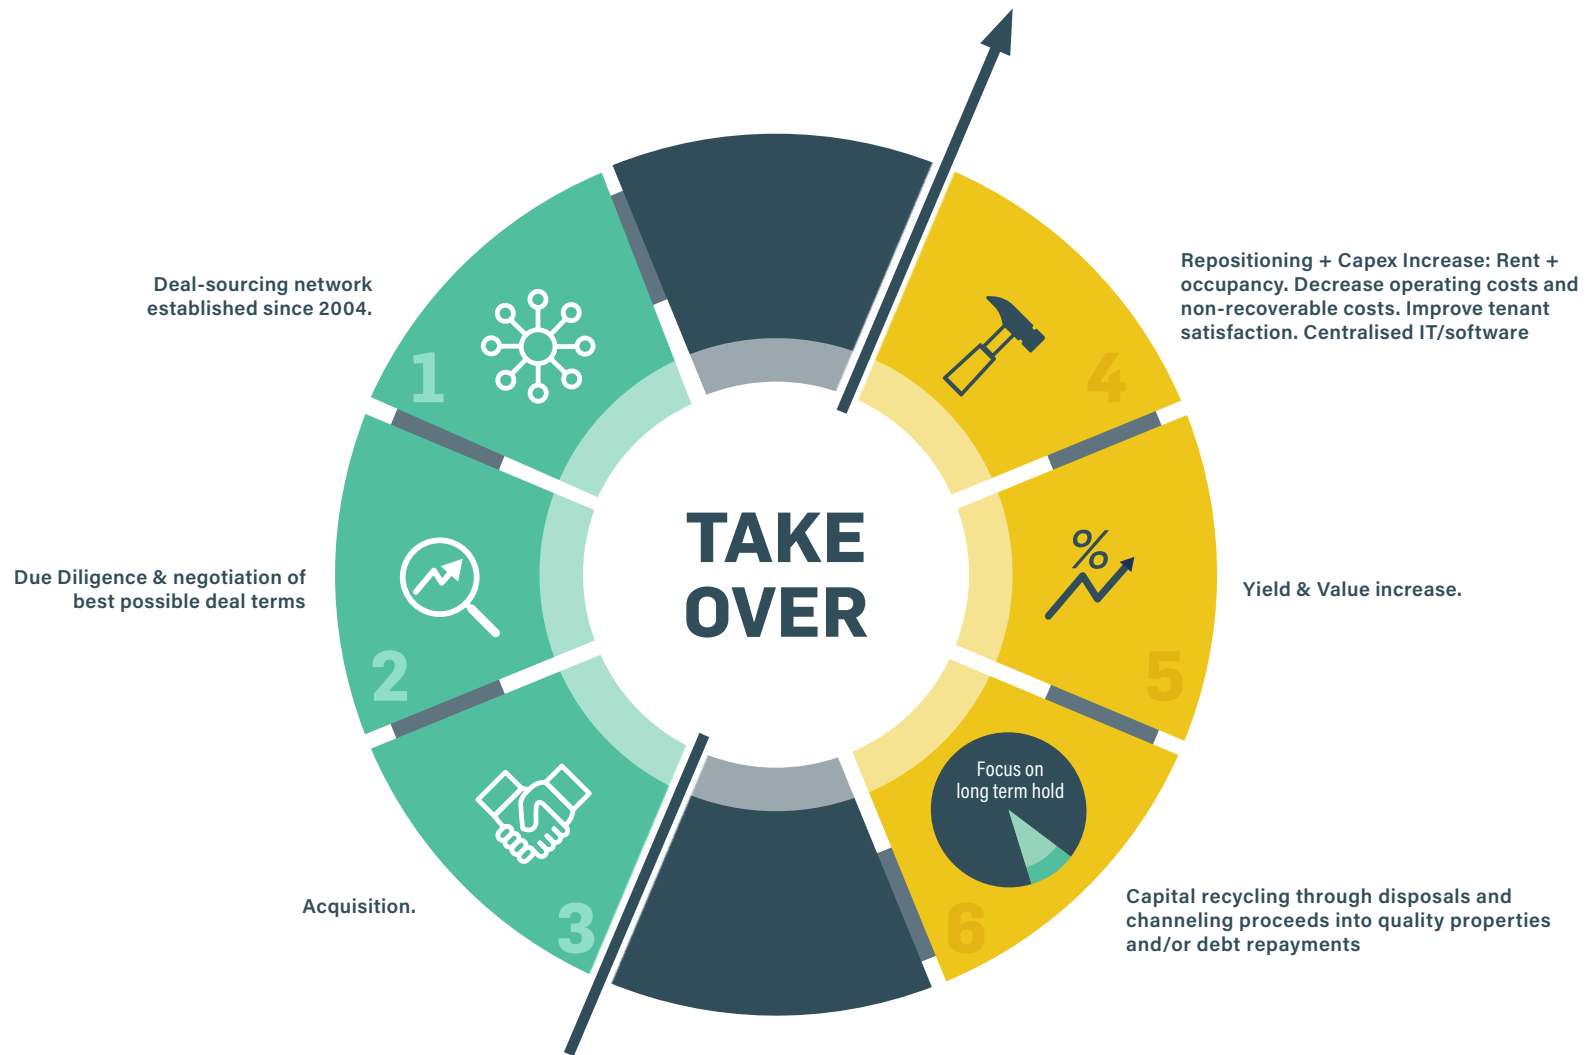 TAKE
OVER
Deal-sourcing network
established since 2004.
1
Due Diligence & negotiation of
best possible deal terms
2
Acquisition.
3
Repositioning + Capex Increase: Rent +
occupancy. Decrease operating costs and
non-recoverable costs. Improve tenant
satisfaction. Centralised IT/software
4
%
Yield & Value increase.
5
Focus on
long term hold
6
Capital recycling through disposals and
channeling proceeds into quality properties
and/or debt repayments